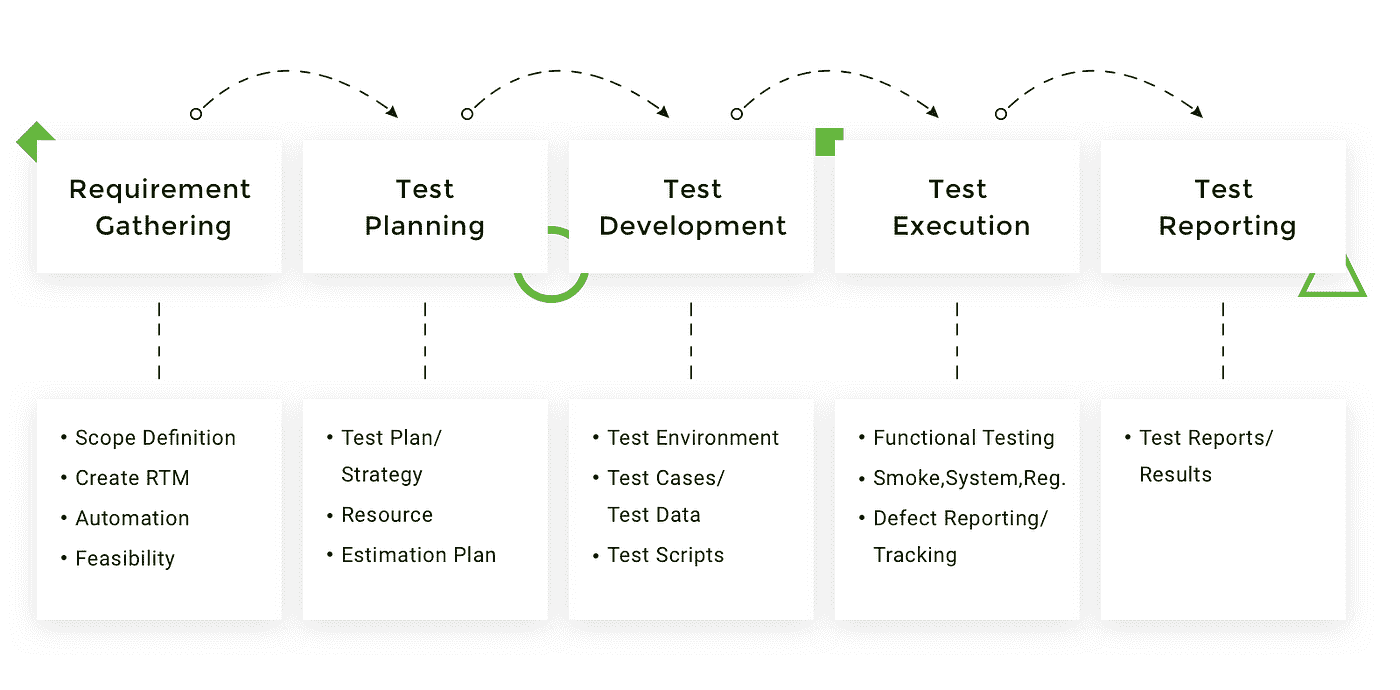 Requirement
Gathering
Test
Planning
Test
Development
Test
Execution
Test
Reporting
• Scope Definition
• Create RTM
• Automation
• Feasibility
• Test Plan/
Strategy
• Resource
• Estimation Plan
• Test Environment
• Test Cases/
Test Data
• Test Scripts
• Functional Testing
• Smoke,System,Reg.
• Defect Reporting/
Tracking
• Test Reports/
Results